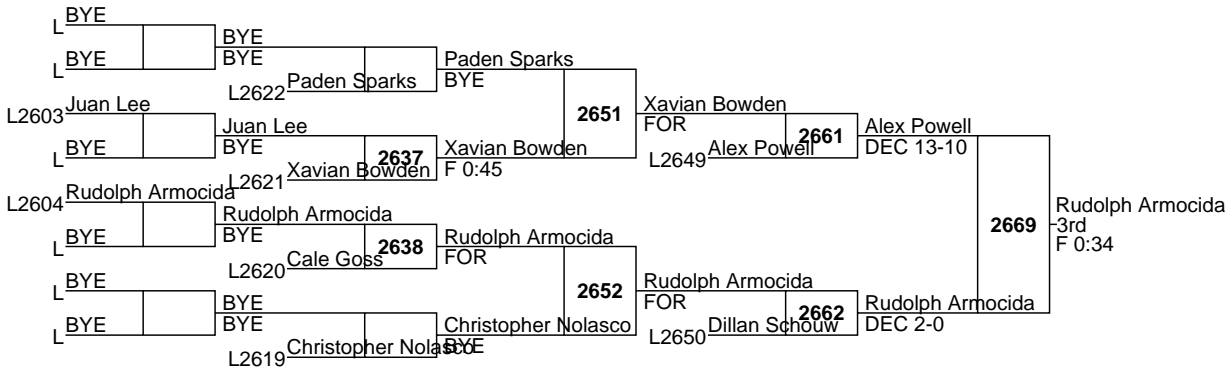 BYE
L
BYE
BYE
BYE
L
Paden Sparks
BYE
L2622 Paden Sparks
Juan Lee
L2603
2651
Xavian Bowden
FOR
Juan Lee
BYE
2661
Alex Powell
DEC 13-10
BYE
L
2637
Xavian Bowden
F 0:45
L2649 Alex Powell
L2621 Xavian Bowden
Rudolph Armocida
L2604
Rudolph Armocida
BYE
2669
Rudolph Armocida
3rd
F 0:34
BYE
L
2638
Rudolph Armocida
FOR
L2620 Cale Goss
BYE
L
2652
Rudolph Armocida
FOR
BYE
BYE
2662
Rudolph Armocida
DEC 2-0
BYE
L
Christopher Nolasco
BYE
L2650 Dillan Schouw
L2619 Christopher Nolasco